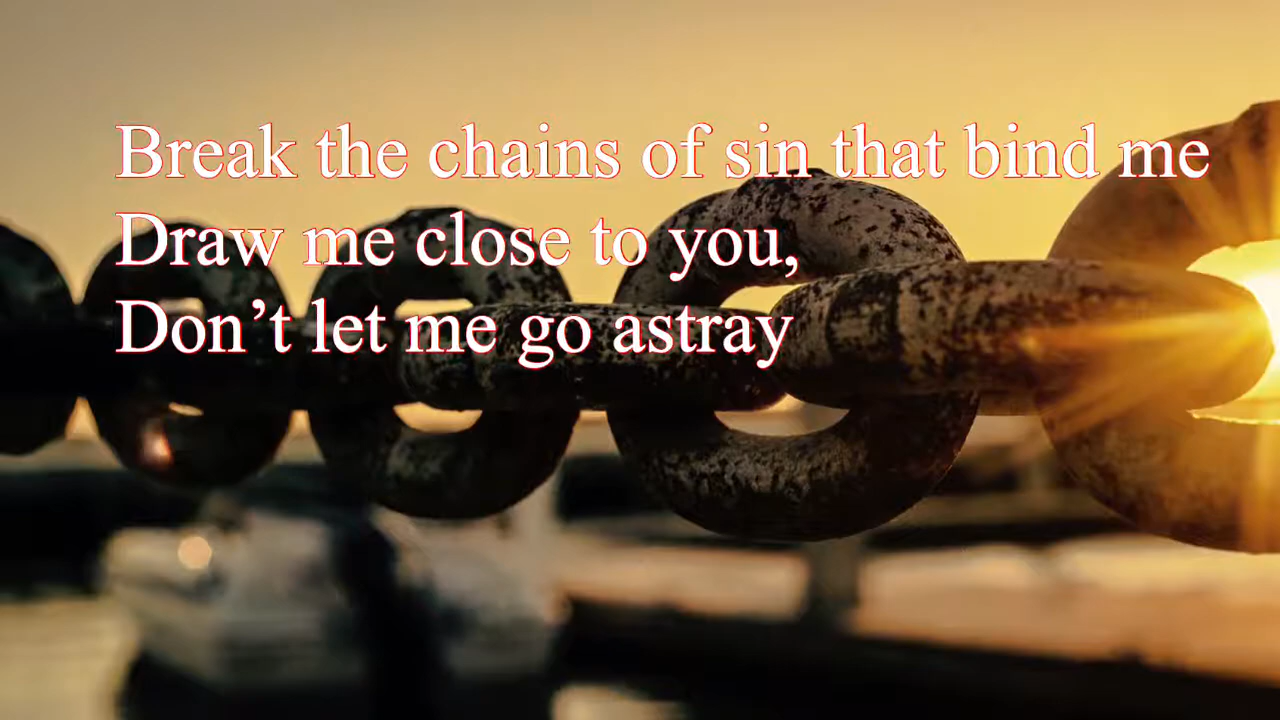 Break the chains of sin that bind me
Draw me close to you,
Don’t let me go astray